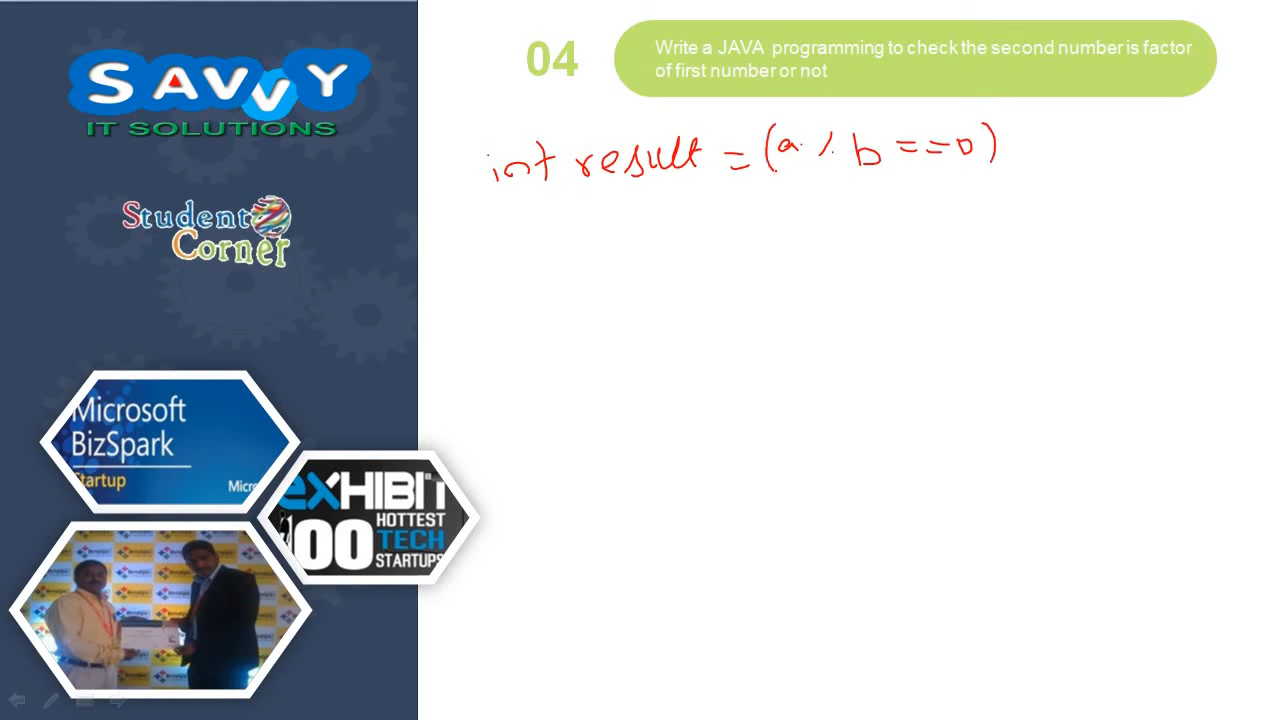 SAVVY
IT SOLUTIONS
Student
Corner
04
Write a JAVA programming to check the second number is factor
of first number or not
int result = (a % b == 0)
Microsoft
BizSpark
Startup
Micros
EXHIBIT
100
HOTTEST
TECH
STARTUPS